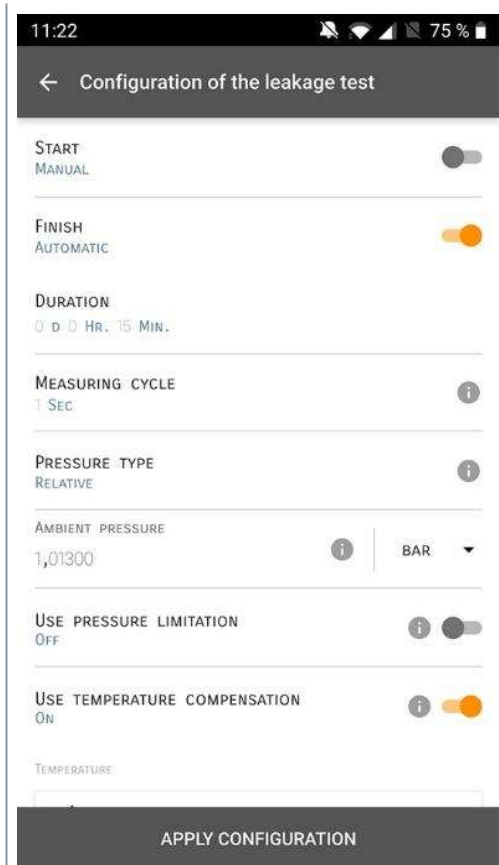 11:22 75 %
Configuration of the leakage test
START
MANUAL
FINISH
AUTOMATIC
DURATION
0 D 0 HR. 15 MIN.
MEASURING CYCLE
1 SEC
PRESSURE TYPE
RELATIVE
AMBIENT PRESSURE
1,01300 BAR
USE PRESSURE LIMITATION
OFF
USE TEMPERATURE COMPENSATION
ON
TEMPERATURE
APPLY CONFIGURATION